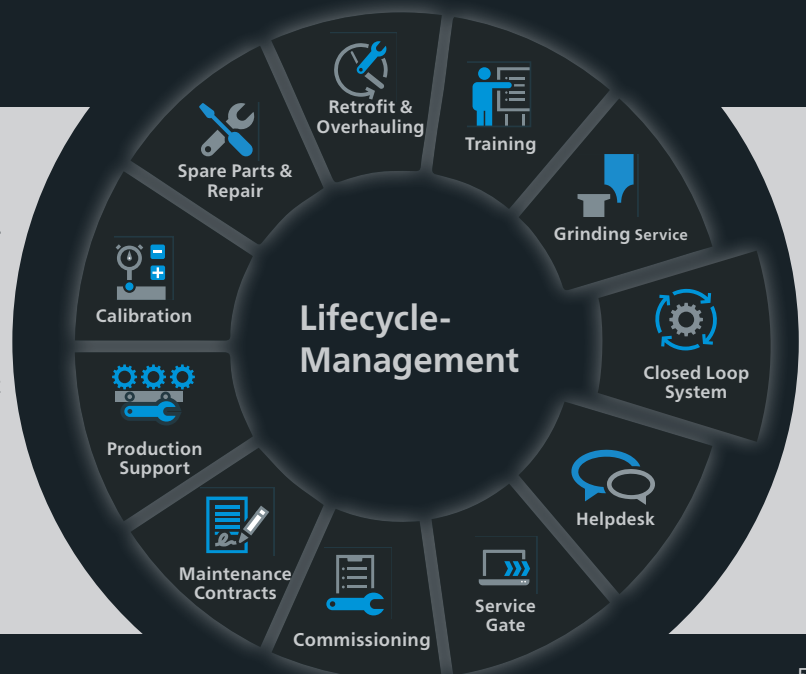 Retrofit &
Overhauling
Training
Spare Parts &
Repair
Grinding Service
Calibration
Lifecycle-
Management
Closed Loop
System
Production
Support
Helpdesk
Maintenance
Contracts
Service
Gate
Commissioning